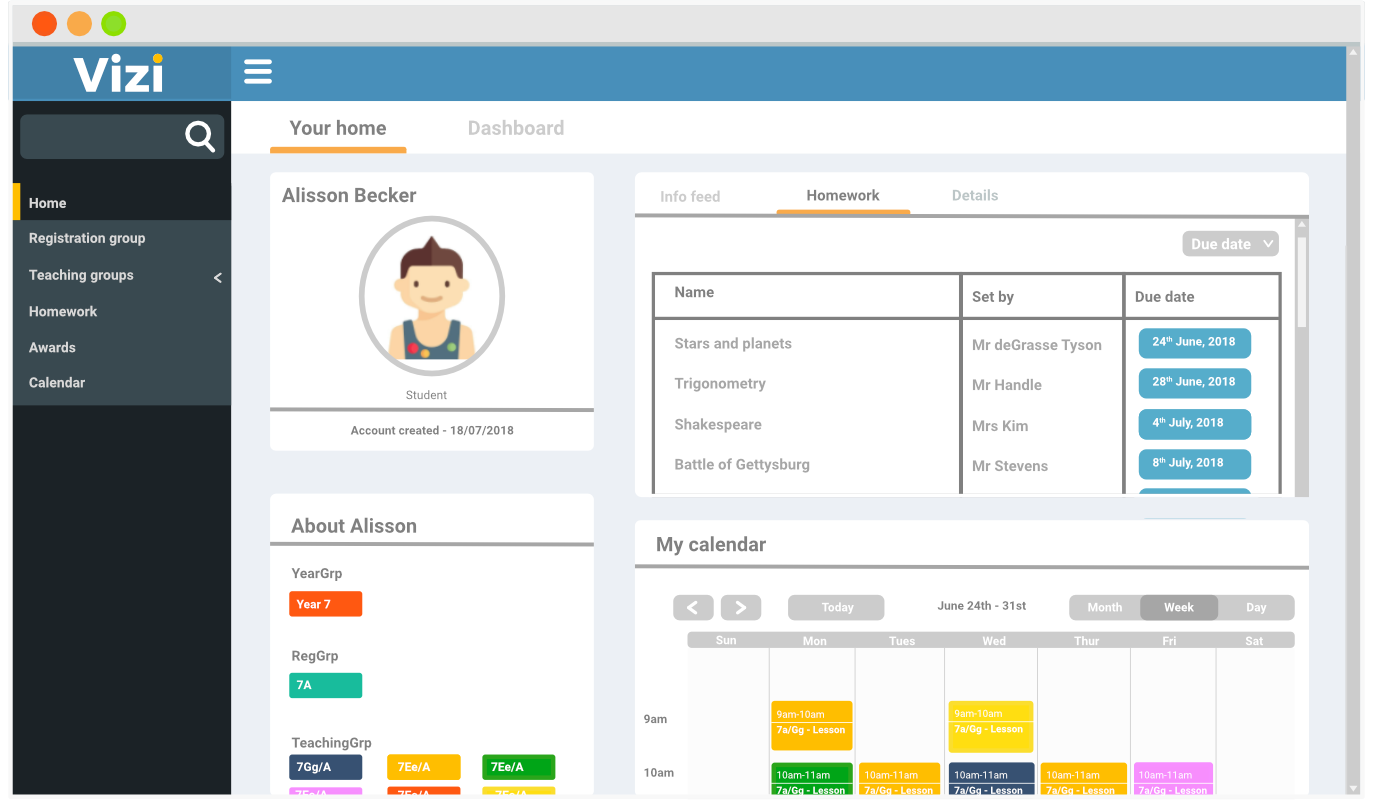 Vizi
Your home
Dashboard
Home
Registration group
Teaching groups <
Homework
Awards
Calendar
Alisson Becker
Student
Account created - 18/07/2018
Info feed
Homework
Details
Due date
Name
Set by
Due date
Stars and planets
Mr deGrasse Tyson
24th June, 2018
Trigonometry
Mr Handle
28th June, 2018
Shakespeare
Mrs Kim
4th July, 2018
Battle of Gettysburg
Mr Stevens
8th July, 2018
About Alisson
YearGrp
Year 7
RegGrp
7A
TeachingGrp
7Gg/A
7Ee/A
7Ee/A
My calendar
< >
Today
June 24th - 31st
Month
Week
Day
Sun
Mon
Tues
Wed
Thur
Fri
Sat
9am
9am-10am
7a/Gg - Lesson
9am-10am
7a/Gg - Lesson
10am
10am-11am
7a/Gg - Lesson
10am-11am
7a/Gg - Lesson
10am-11am
7a/Gg - Lesson
10am-11am
7a/Gg - Lesson
10am-11am
7a/Gg - Lesson